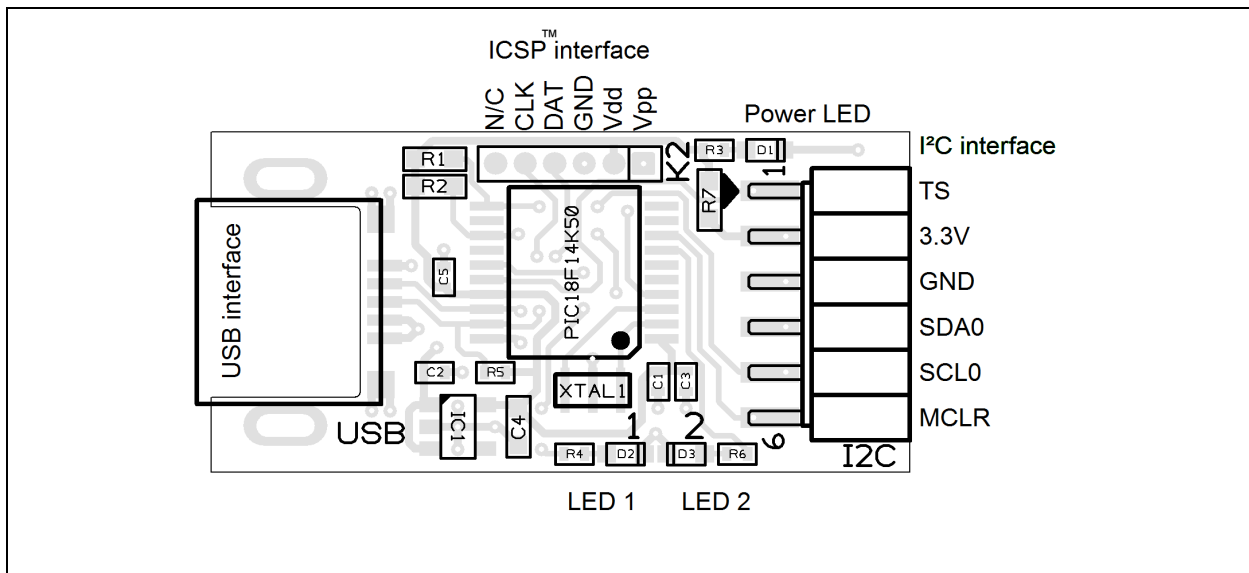 ICSP™ interface
N/C
CLK
DAT
GND
Vdd
Vpp
Power LED
I²C interface
R1
R2
K2
R3
D1
1
R7
TS
3.3V
GND
SDA0
SCL0
MCLR
USB interface
C5
PIC18F14K50
C2
R5
XTAL1
C1
C3
USB
IC1
C4
1
2
6
I2C
R4
D2
D3
R6
LED 1
LED 2